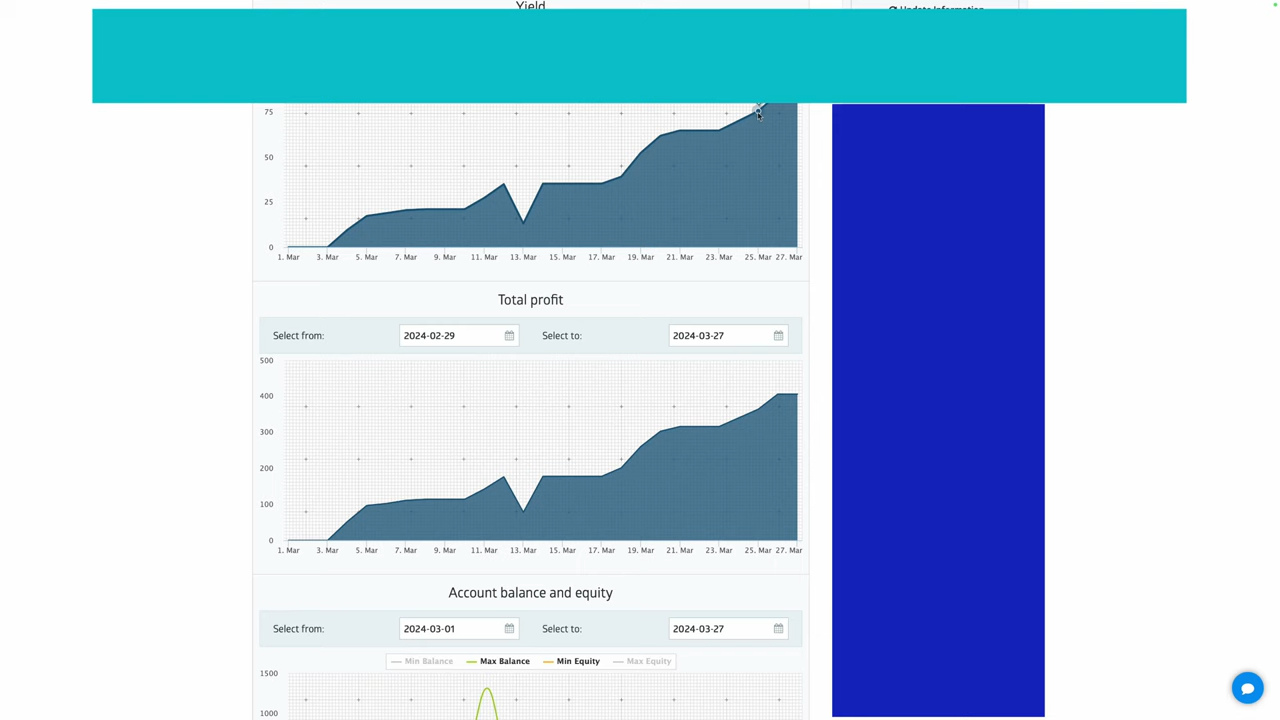 Yield
Update Information
75
50
25
0
1. Mar 3. Mar 5. Mar 7. Mar 9. Mar 11. Mar 13. Mar 15. Mar 17. Mar 19. Mar 21. Mar 23. Mar 25. Mar 27. Mar
Total profit
Select from: 2024-02-29 Select to: 2024-03-27
500
400
300
200
100
0
1. Mar 3. Mar 5. Mar 7. Mar 9. Mar 11. Mar 13. Mar 15. Mar 17. Mar 19. Mar 21. Mar 23. Mar 25. Mar 27. Mar
Account balance and equity
Select from: 2024-03-01 Select to: 2024-03-27
Min Balance Max Balance Min Equity Max Equity
1500
1000